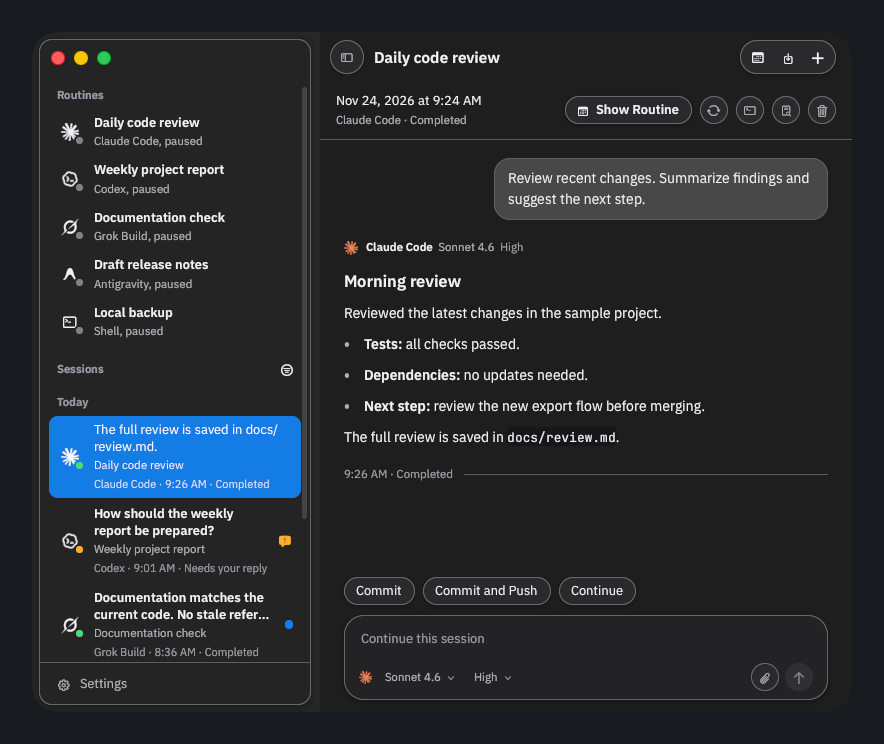 Routines
Daily code review
Claude Code, paused
Weekly project report
Codex, paused
Documentation check
Grok Build, paused
Draft release notes
Antigravity, paused
Local backup
Shell, paused
Sessions
Today
The full review is saved in docs/
review.md.
Daily code review
Claude Code · 9:26 AM · Completed
How should the weekly
report be prepared?
Weekly project report
Codex · 9:01 AM · Needs your reply
Documentation matches the
current code. No stale refer...
Documentation check
Grok Build · 8:36 AM · Completed
Settings
Daily code review
Nov 24, 2026 at 9:24 AM
Claude Code · Completed
Show Routine
Review recent changes. Summarize findings and
suggest the next step.
Claude Code Sonnet 4.6 High
Morning review
Reviewed the latest changes in the sample project.
• Tests: all checks passed.
• Dependencies: no updates needed.
• Next step: review the new export flow before merging.
The full review is saved in docs/review.md.
9:26 AM · Completed
Commit
Commit and Push
Continue
Continue this session
Sonnet 4.6
High